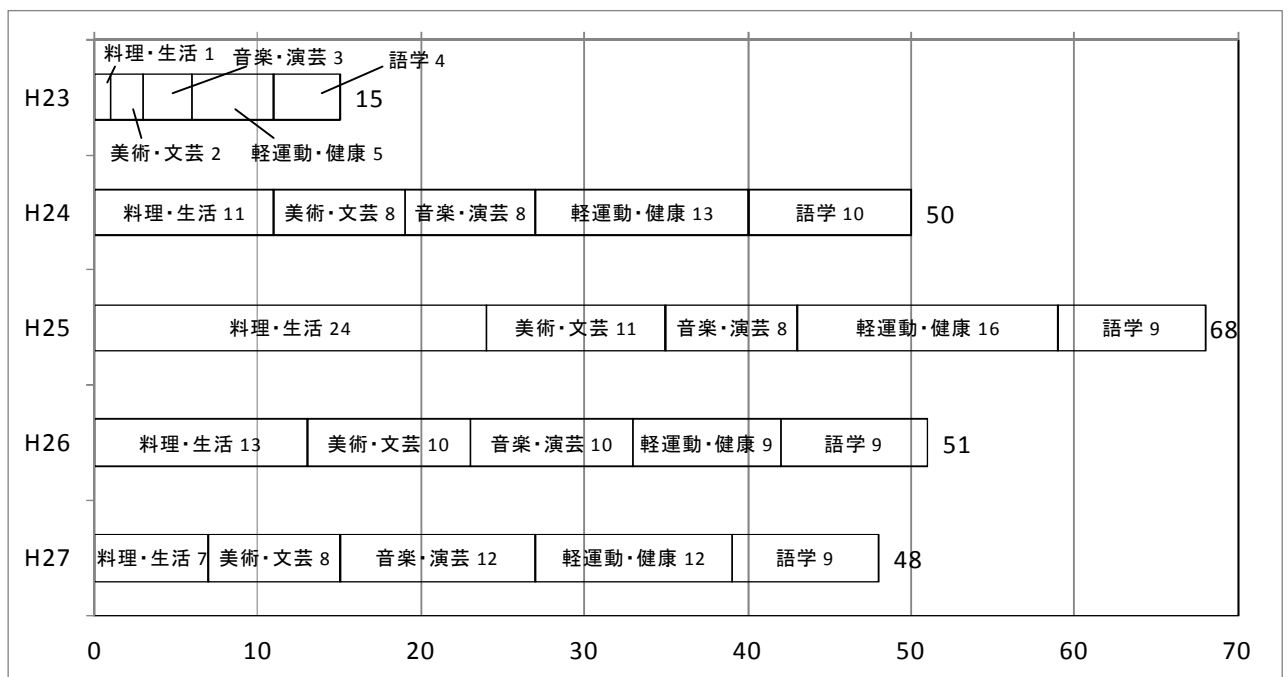 料理・生活 1 音楽・演芸 3 語学 4
H23 15
美術・文芸 2 軽運動・健康 5
H24 料理・生活 11 美術・文芸 8 音楽・演芸 8 軽運動・健康 13 語学 10 50
H25 料理・生活 24 美術・文芸 11 音楽・演芸 8 軽運動・健康 16 語学 9 68
H26 料理・生活 13 美術・文芸 10 音楽・演芸 10 軽運動・健康 9 語学 9 51
H27 料理・生活 7 美術・文芸 8 音楽・演芸 12 軽運動・健康 12 語学 9 48
0 10 20 30 40 50 60 70